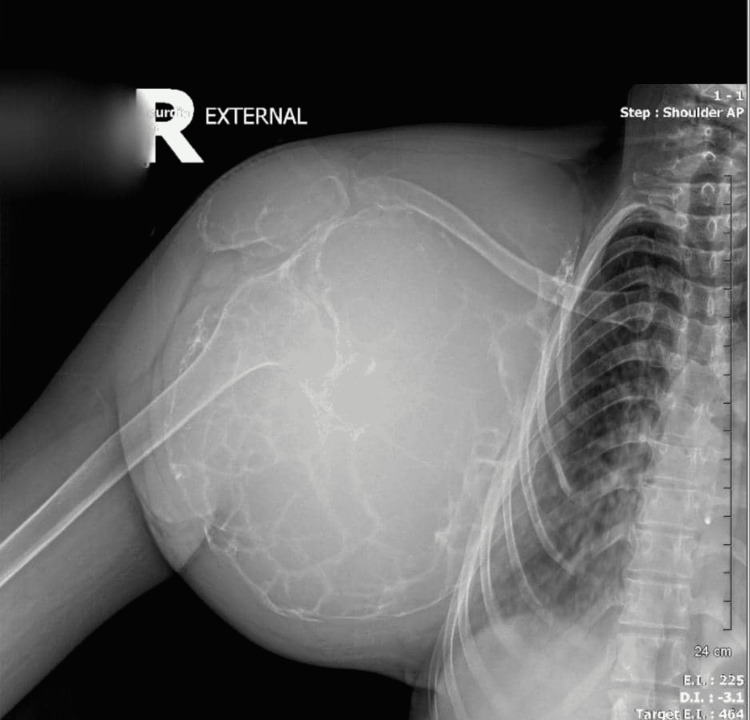 R
EXTERNAL
1 - 1
Step : Shoulder AP
24 cm
E.I. : 225
D.I. : -3.1
Target E.I. : 464